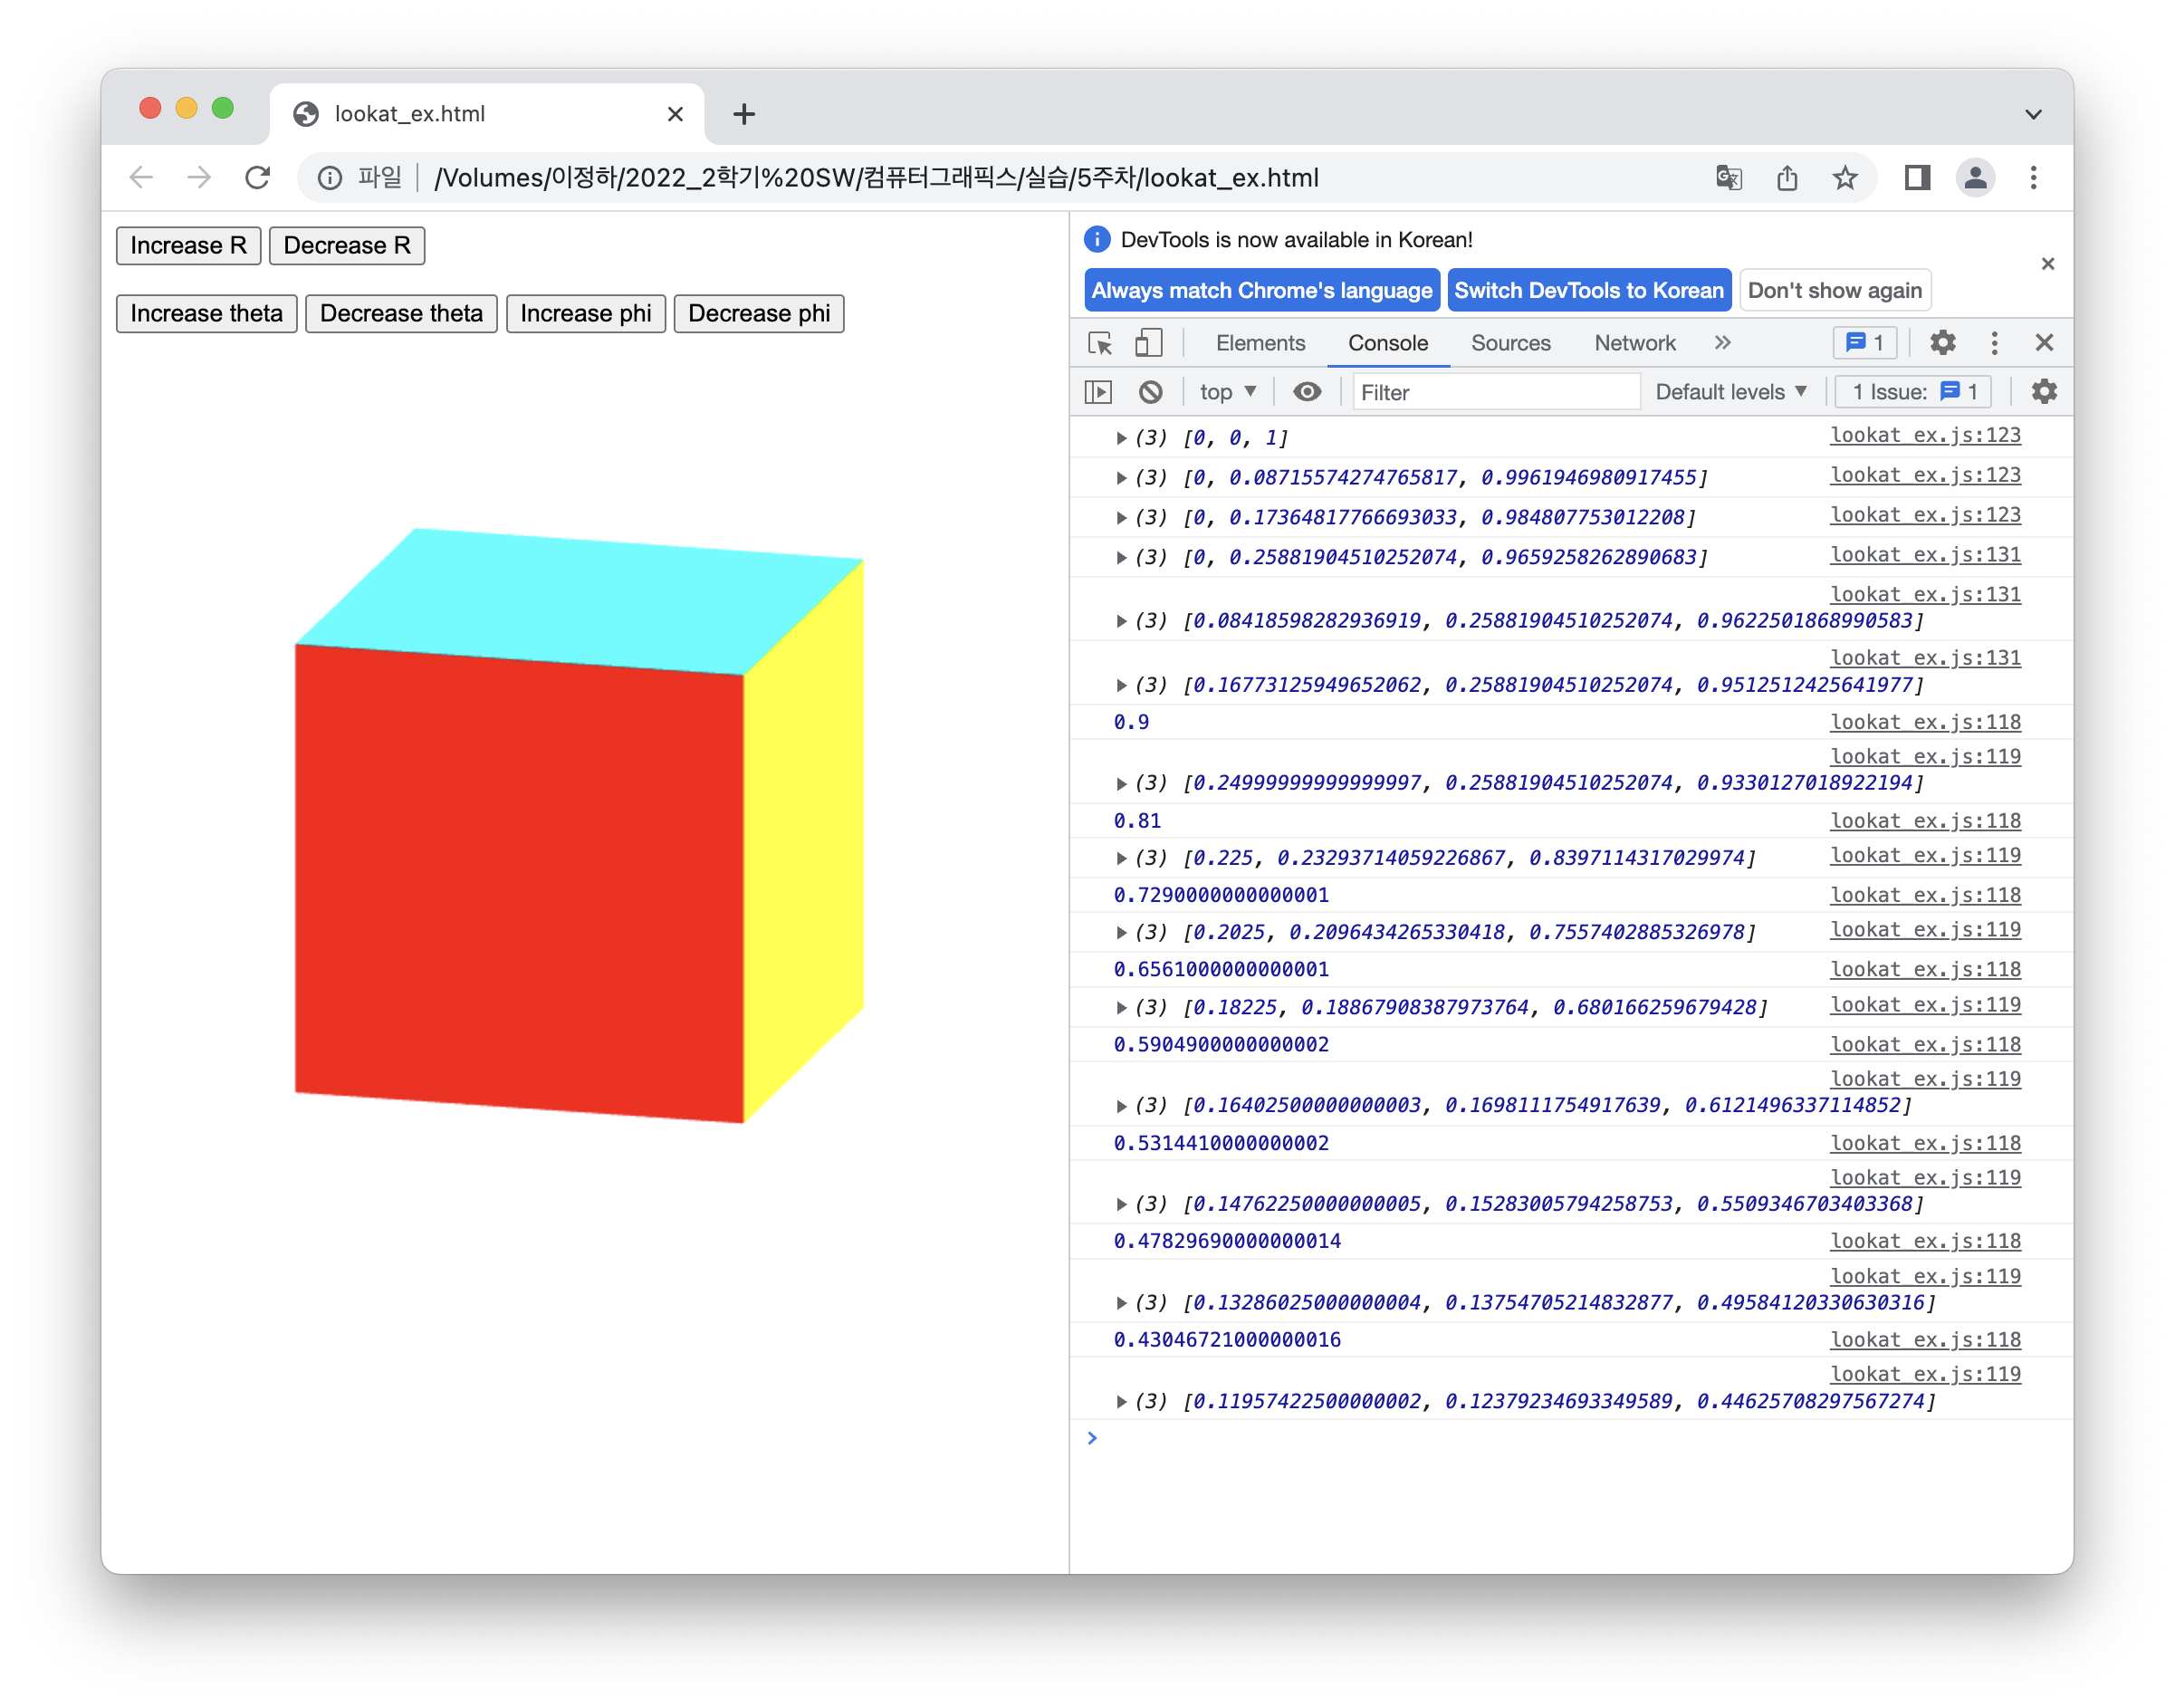 lookat_ex.html
파일 /Volumes/이정하/2022_2학기%20SW/컴퓨터그래픽스/실습/5주차/lookat_ex.html
Increase R Decrease R
Increase theta Decrease theta Increase phi Decrease phi
DevTools is now available in Korean!
Always match Chrome's language Switch DevTools to Korean Don't show again
Elements Console Sources Network 1
top Filter Default levels 1 Issue: 1
(3) [0, 0, 1] lookat_ex.js:123
(3) [0, 0.08715574274765817, 0.9961946980917455] lookat_ex.js:123
(3) [0, 0.17364817766693033, 0.984807753012208] lookat_ex.js:123
(3) [0, 0.25881904510252074, 0.9659258262890683] lookat_ex.js:131
lookat_ex.js:131
(3) [0.08418598282936919, 0.25881904510252074, 0.9622501868990583]
lookat_ex.js:131
(3) [0.16773125949652062, 0.25881904510252074, 0.9512512425641977]
0.9 lookat_ex.js:118
lookat_ex.js:119
(3) [0.24999999999999997, 0.25881904510252074, 0.9330127018922194]
0.81 lookat_ex.js:118
(3) [0.225, 0.23293714059226867, 0.8397114317029974] lookat_ex.js:119
0.7290000000000001 lookat_ex.js:118
(3) [0.2025, 0.2096434265330418, 0.7557402885326978] lookat_ex.js:119
0.6561000000000001 lookat_ex.js:118
(3) [0.18225, 0.18867908387973764, 0.680166259679428] lookat_ex.js:119
0.5904900000000002 lookat_ex.js:118
lookat_ex.js:119
(3) [0.16402500000000003, 0.1698111754917639, 0.6121496337114852]
0.5314410000000002 lookat_ex.js:118
lookat_ex.js:119
(3) [0.14762250000000005, 0.15283005794258753, 0.5509346703403368]
0.47829690000000014 lookat_ex.js:118
lookat_ex.js:119
(3) [0.13286025000000004, 0.13754705214832877, 0.49584120330630316]
0.43046721000000016 lookat_ex.js:118
lookat_ex.js:119
(3) [0.11957422500000002, 0.12379234693349589, 0.44625708297567274]